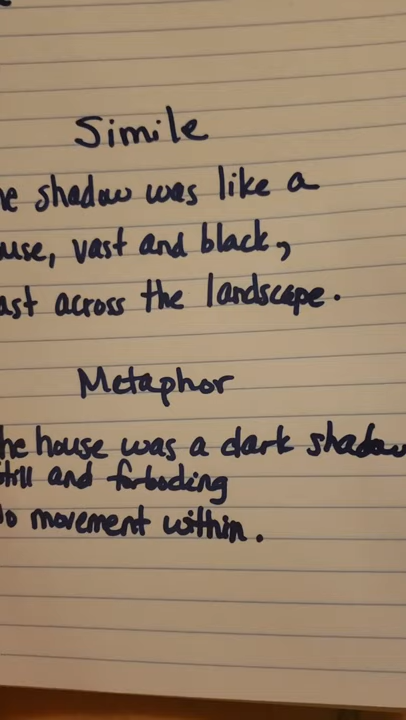 Simile
he shadow was like a
use, vast and black,
ast across the landscape.
Metaphor
he house was a dark shadow
still and forboding
o movement within.